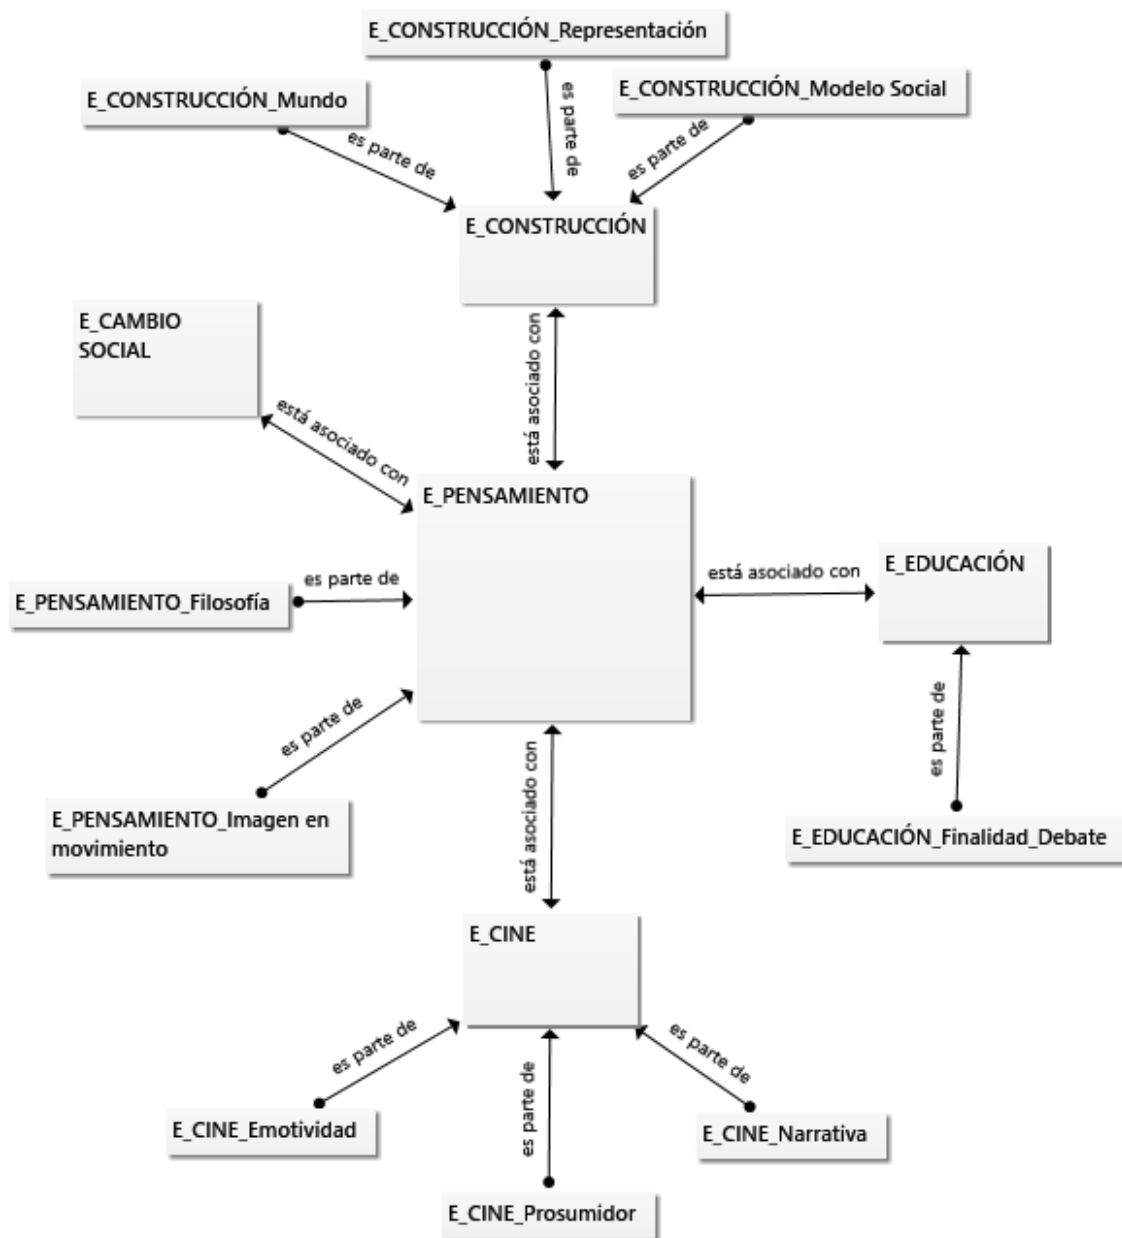 E_CONSTRUCCIÓN_Representación
E_CONSTRUCCIÓN_Mundo
E_CONSTRUCCIÓN_Modelo Social
es parte de
es parte de
es parte de
E_CONSTRUCCIÓN
E_CAMBIO
SOCIAL
está asociado con
está asociado con
E_PENSAMIENTO
E_EDUCACIÓN
está asociado con
es parte de
E_PENSAMIENTO_Filosofía
es parte de
es parte de
E_PENSAMIENTO_Imagen en
movimiento
está asociado con
E_EDUCACIÓN_Finalidad_Debate
E_CINE
es parte de
es parte de
es parte de
E_CINE_Emotividad
E_CINE_Narrativa
E_CINE_Prosumidor